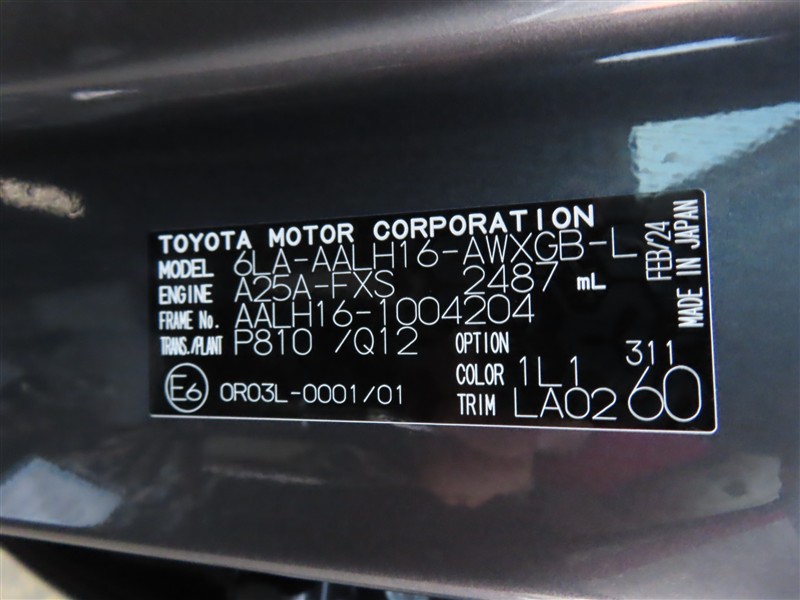 TOYOTA MOTOR CORPORATION
MODEL 6LA-AALH16-AWXGB-L
ENGINE A25A-FXS 2487 mL
FRAME No. AALH16-1004204
TRANS./PLANT P810 /Q12
OPTION
COLOR 1L1 311
TRIM LA02 60
E6 0R03L-0001/01
FEB/24
MADE IN JAPAN